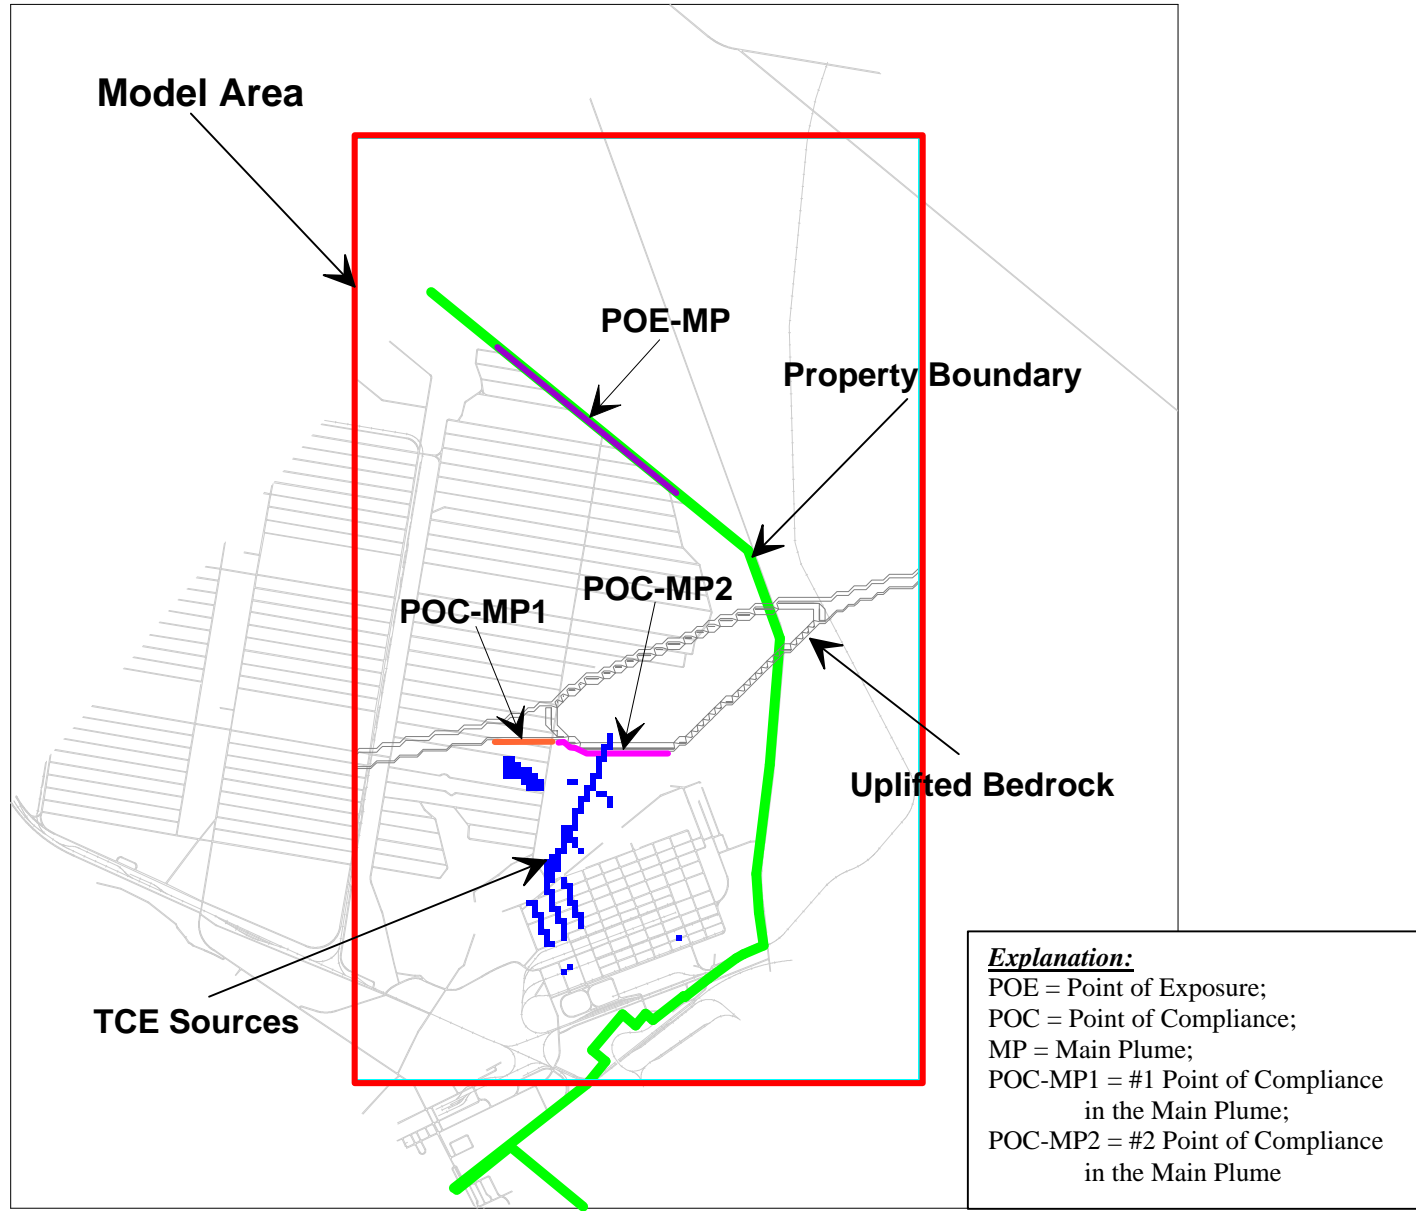 Model Area
POE-MP
Property Boundary
POC-MP2
POC-MP1
Uplifted Bedrock
TCE Sources
Explanation:
POE = Point of Exposure;
POC = Point of Compliance;
MP = Main Plume;
POC-MP1 = #1 Point of Compliance
in the Main Plume;
POC-MP2 = #2 Point of Compliance
in the Main Plume